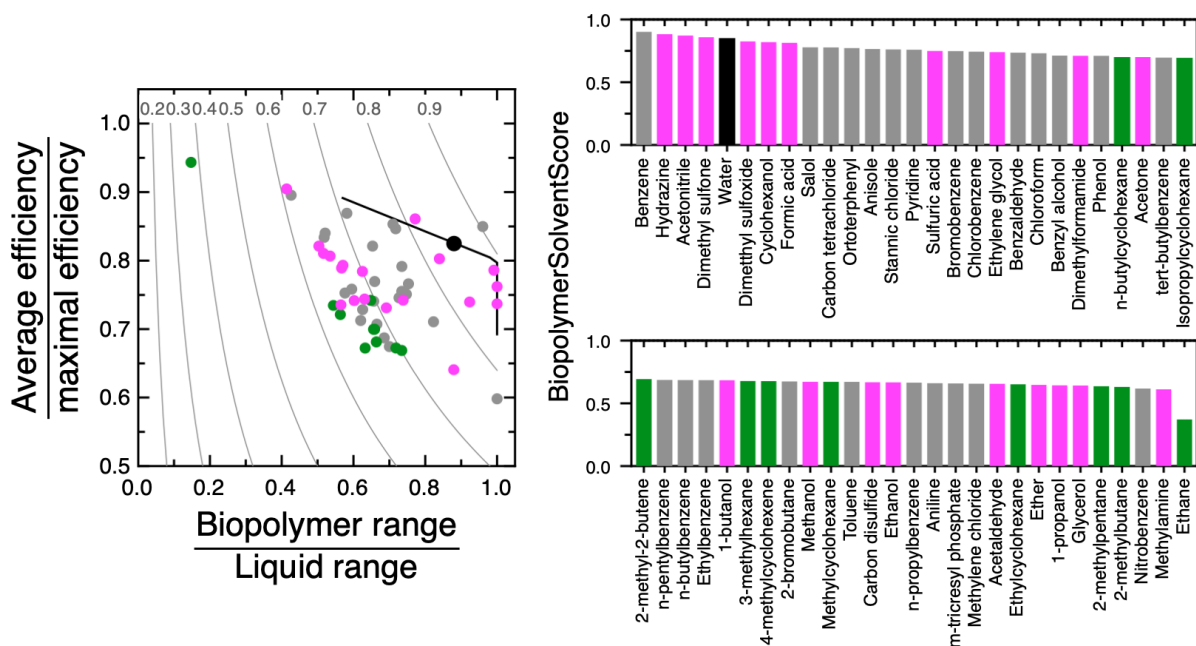 0.2
0.3
0.4
0.5
0.6
0.7
0.8
0.9
1.0
0.9
0.8
0.7
0.6
0.5
0.0
0.2
0.4
0.6
0.8
1.0
Average efficiency
maximal efficiency
Biopolymer range
Liquid range
BiopolymerSolventScore
1.0
0.5
0.0
Benzene
Hydrazine
Acetonitrile
Dimethyl sulfone
Water
Dimetthyl sulfoxide
Cyclohexanol
Formic acid
Salol
Carbon tetrachloride
Ortoterphenyl
Anisole
Stannic chloride
Pyridine
Sulfuric acid
Bromobenzene
Chlorobenzene
Ethylene glycol
Benzaldehyde
Chloroform
Benzyl alcohol
Dimethylformamide
Phenol
n-butylcyclohexane
Acetone
tert-butylbenzene
Isopropylcyclohexane
1.0
0.5
0.0
2-methyl-2-butene
n-pentylbenzene
n-butylbenzene
Ethylbenzene
1-butanol
3-methylhexane
4-methylcyclohexene
2-bromobutane
Methanol
Methylcyclohexane
Toluene
Carbon disulfide
Ethanol
n-propylbenzene
Aniline
m-tricresyl phosphate
Methylene chloride
Acetaldehyde
Ethylcyclohexane
Ether
1-propanol
Glycerol
2-methylpentane
2-methylbutane
Nitrobenzene
Methylamine
Ethane